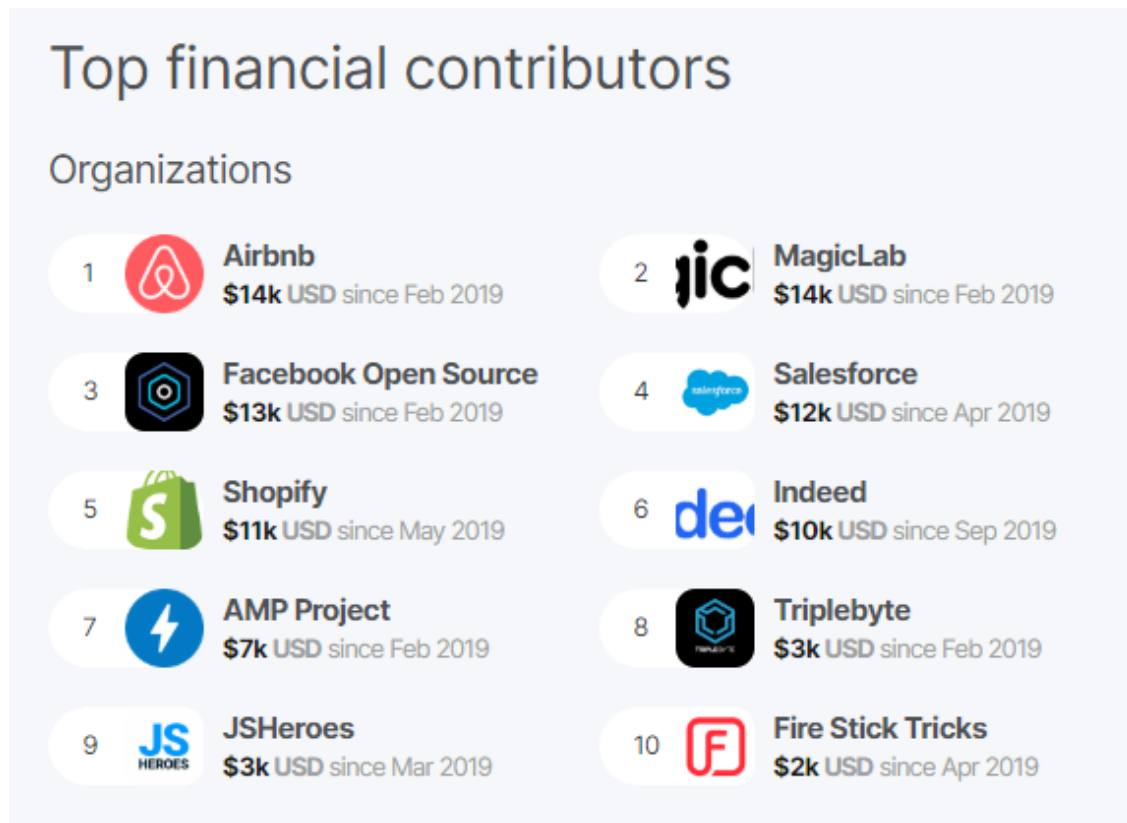 Top financial contributors
Organizations
1
Airbnb
$14k USD since Feb 2019
2
gic
MagicLab
$14k USD since Feb 2019
3
Facebook Open Source
$13k USD since Feb 2019
4
salesforce
Salesforce
$12k USD since Apr 2019
5
S
Shopify
$11k USD since May 2019
6
dee
Indeed
$10k USD since Sep 2019
7
AMP Project
$7k USD since Feb 2019
8
TRIPLEBYTE
Triplebyte
$3k USD since Feb 2019
9
JS
HEROES
JSHeroes
$3k USD since Mar 2019
10
F
Fire Stick Tricks
$2k USD since Apr 2019